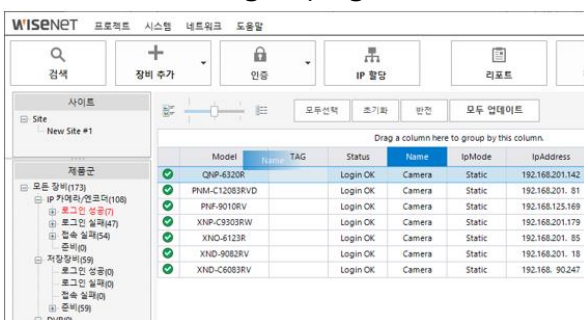 WISENET 프로젝트 시스템 네트워크 도움말
검색 장비 추가 인증 IP 할당 리포트
사이트
Site
New Site #1
모두선택 초기화 반전 모두 업데이트
Drag a column here to group by this column.
제품군
모든 장비(173)
IP 카메라/엔코더(108)
로그인 성공(7)
로그인 실패(47)
접속 실패(54)
준비(0)
저장장비(59)
로그인 성공(0)
로그인 실패(0)
접속 실패(0)
준비(59)
DVR(0)
Model Name TAG Status Name IpMode IpAddress
QNP-6320R Login OK Camera Static 192.168.201.142
PNM-C12083RVD Login OK Camera Static 192.168.201. 81
PNF-9010RV Login OK Camera Static 192.168.125.169
XNP-C9303RW Login OK Camera Static 192.168.201.179
XNO-6123R Login OK Camera Static 192.168.201. 85
XND-9082RV Login OK Camera Static 192.168.201. 18
XND-C6083RV Login OK Camera Static 192.168. 90.247